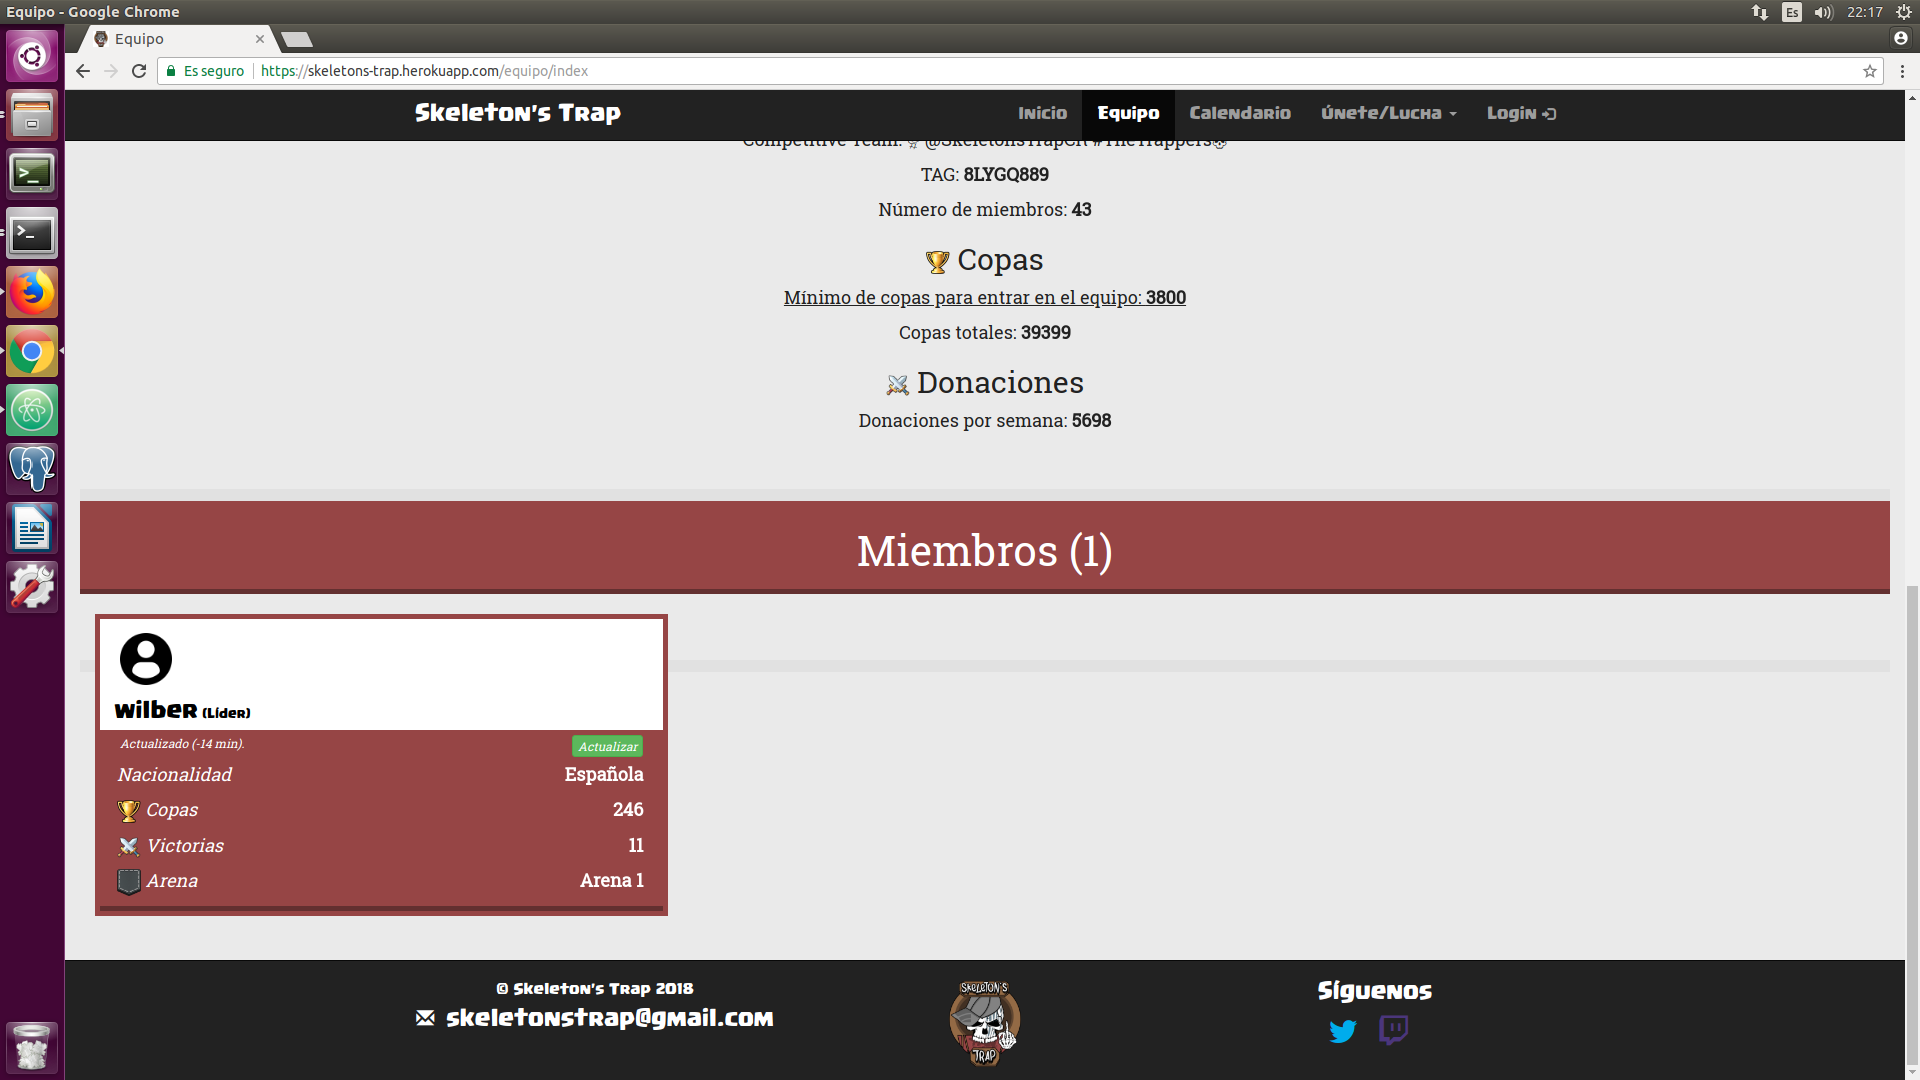 Equipo - Google Chrome
Es
22:17
Equipo
Es seguro
https://skeletons-trap.herokuapp.com/equipo/index
Skeleton's Trap
Inicio
Equipo
Calendario
Únete/Lucha
Login
Competitive Team. @SkeletonsTrapCR #TheTrappers
TAG: 8LYGQ889
Número de miembros: 43
Copas
Mínimo de copas para entrar en el equipo: 3800
Copas totales: 39399
Donaciones
Donaciones por semana: 5698
Miembros (1)
wilber (Líder)
Actualizado (-14 min).
Actualizar
Nacionalidad Española
Copas 246
Victorias 11
Arena Arena 1
© Skeleton's Trap 2018
skeletonstrap@gmail.com
SKELETON'S
TRAP
Síguenos